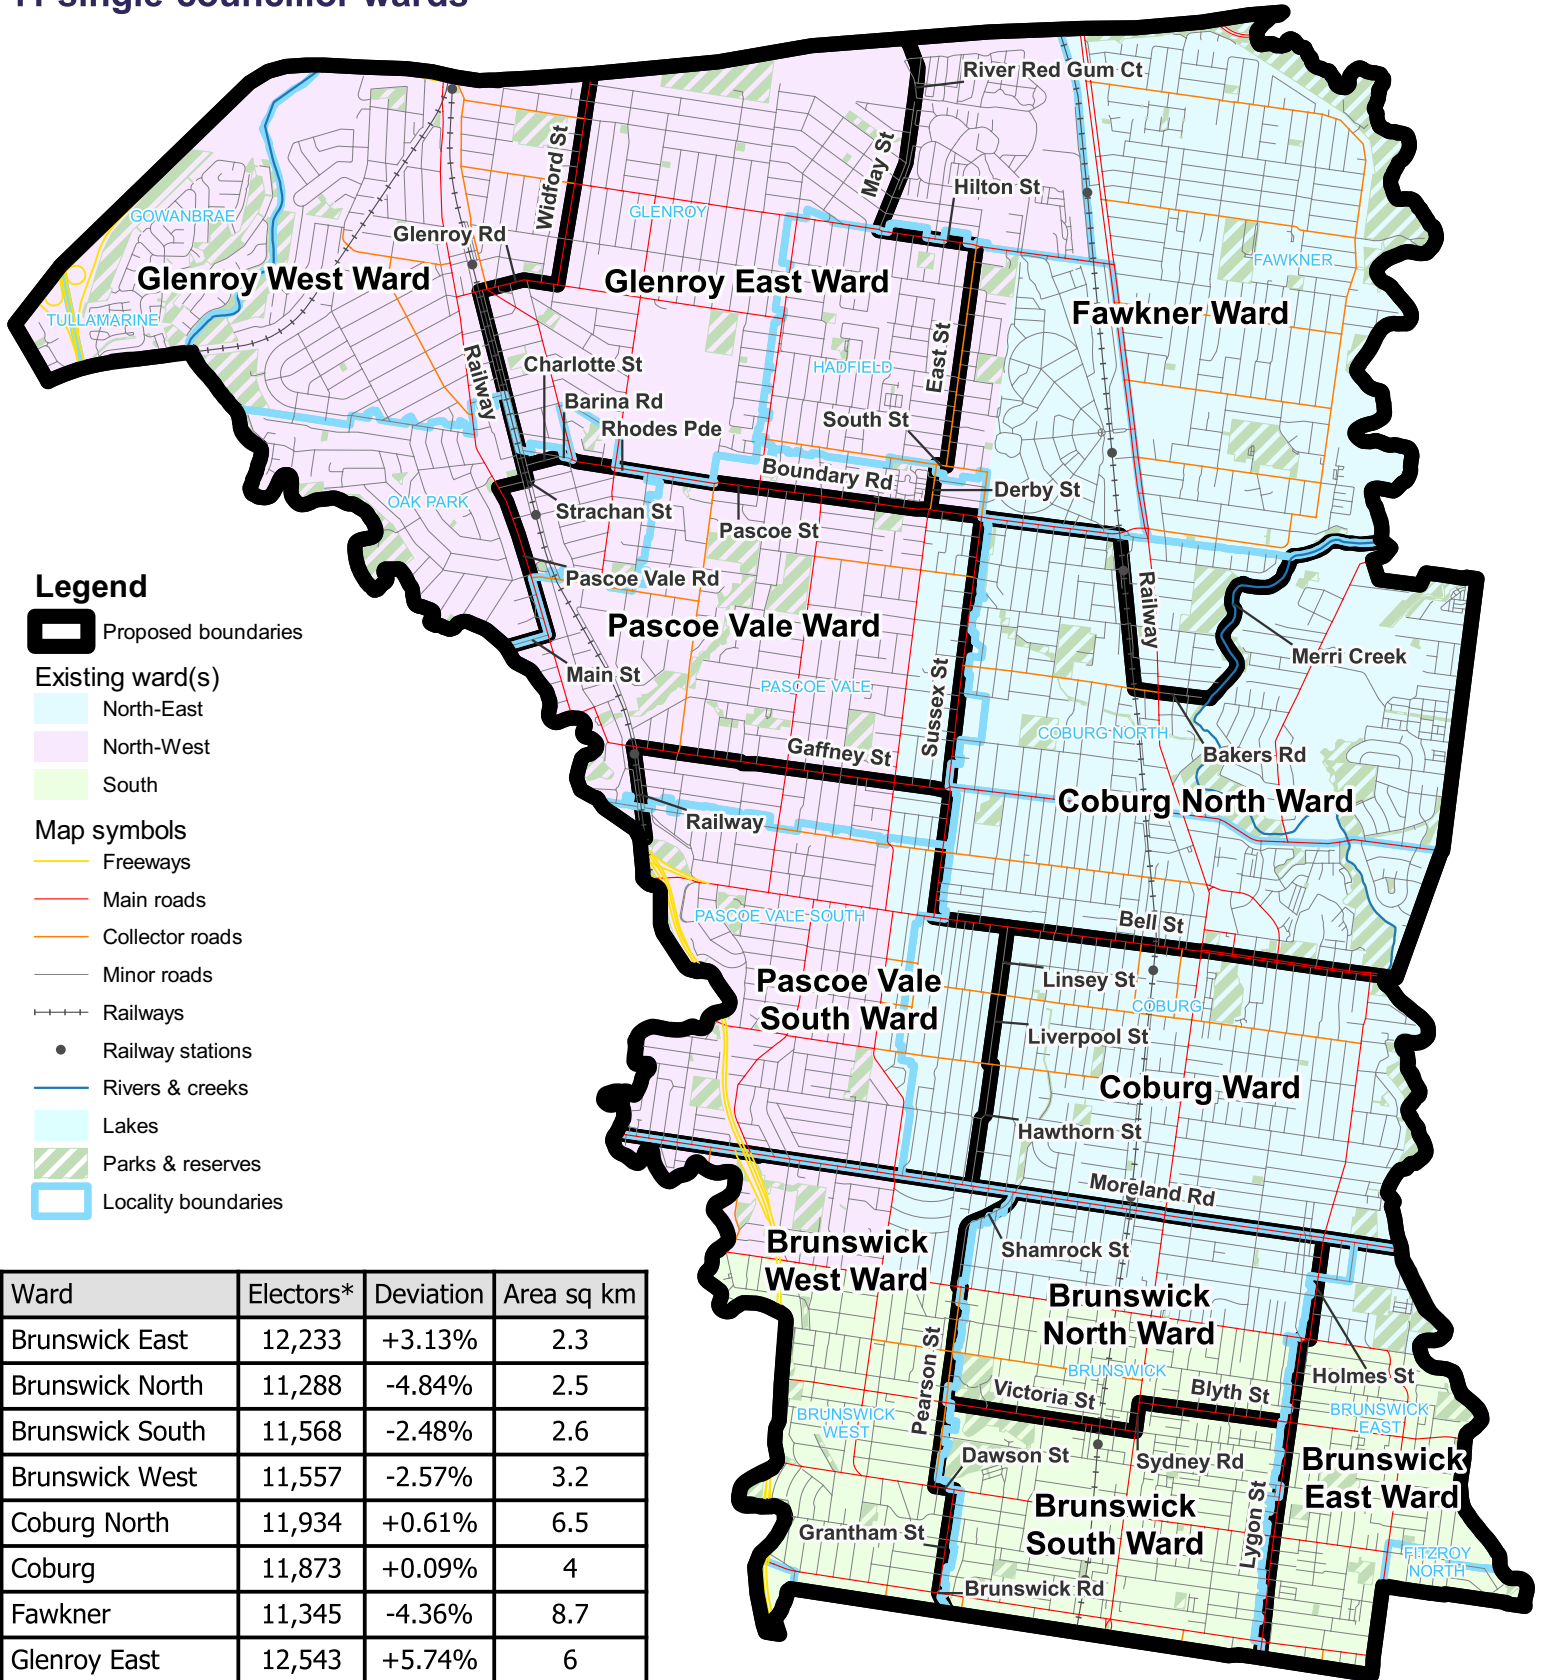 11 single-councillor wards
River Red Gum Ct
May St
Widford St
Hilton St
GOWANBRAE
GLENROY
Glenroy Rd
FAWKNER
Glenroy West Ward
Glenroy East Ward
Fawkner Ward
TULLAMARINE
Railway
East St
Charlotte St
HADFIELD
Barina Rd
South St
Rhodes Pde
Boundary Rd
Derby St
OAK PARK
Strachan St
Pascoe St
Pascoe Vale Rd
Railway
Pascoe Vale Ward
Merri Creek
Main St
PASCOE VALE
Sussex St
COBURG NORTH
Gaffney St
Bakers Rd
Coburg North Ward
Railway
PASCOE VALE SOUTH
Bell St
Pascoe Vale
South Ward
Linsey St
COBURG
Liverpool St
Coburg Ward
Hawthorn St
Moreland Rd
Brunswick
West Ward
Shamrock St
Brunswick
North Ward
Pearson St
BRUNSWICK
Holmes St
Victoria St
Blyth St
BRUNSWICK
WEST
BRUNSWICK
EAST
Dawson St
Sydney Rd
Brunswick
East Ward
Brunswick
South Ward
Lygon St
Grantham St
FITZROY
NORTH
Brunswick Rd
Legend
Proposed boundaries
Existing ward(s)
North-East
North-West
South
Map symbols
Freeways
Main roads
Collector roads
Minor roads
Railways
Railway stations
Rivers & creeks
Lakes
Parks & reserves
Locality boundaries
Ward Electors* Deviation Area sq km
Brunswick East 12,233 +3.13% 2.3
Brunswick North 11,288 -4.84% 2.5
Brunswick South 11,568 -2.48% 2.6
Brunswick West 11,557 -2.57% 3.2
Coburg North 11,934 +0.61% 6.5
Coburg 11,873 +0.09% 4
Fawkner 11,345 -4.36% 8.7
Glenroy East 12,543 +5.74% 6